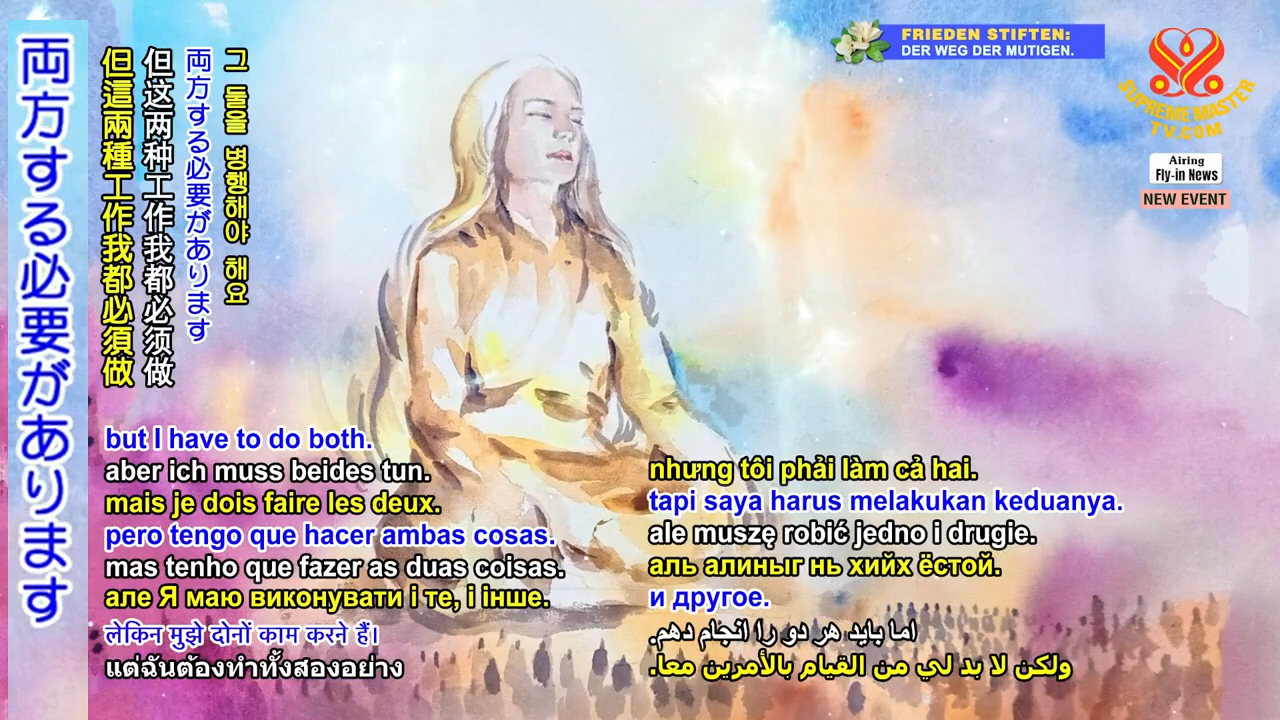 両方する必要があります
但這兩種工作我都必須做
但这两种工作我都必须做
両方する必要があります
그 둘을 병행해야 해요
FRIEDEN STIFTEN:
DER WEG DER MUTIGEN.
SUPREME MASTER
TV.COM
Airing
Fly-in News
NEW EVENT
but I have to do both.
aber ich muss beides tun.
mais je dois faire les deux.
pero tengo que hacer ambas cosas.
mas tenho que fazer as duas coisas.
але Я маю виконувати і те, і інше.
लेकिन मुझे दोनों काम करने हैं।
แต่ฉันต้องทำทั้งสองอย่าง
nhưng tôi phải làm cả hai.
tapi saya harus melakukan keduanya.
ale muszę robić jedno i drugie.
аль алиныг нь хийх ёстой.
и другое.
اما باید هر دو را انجام دهم.
ولكن لا بد لي من القيام بالأمرين معا.